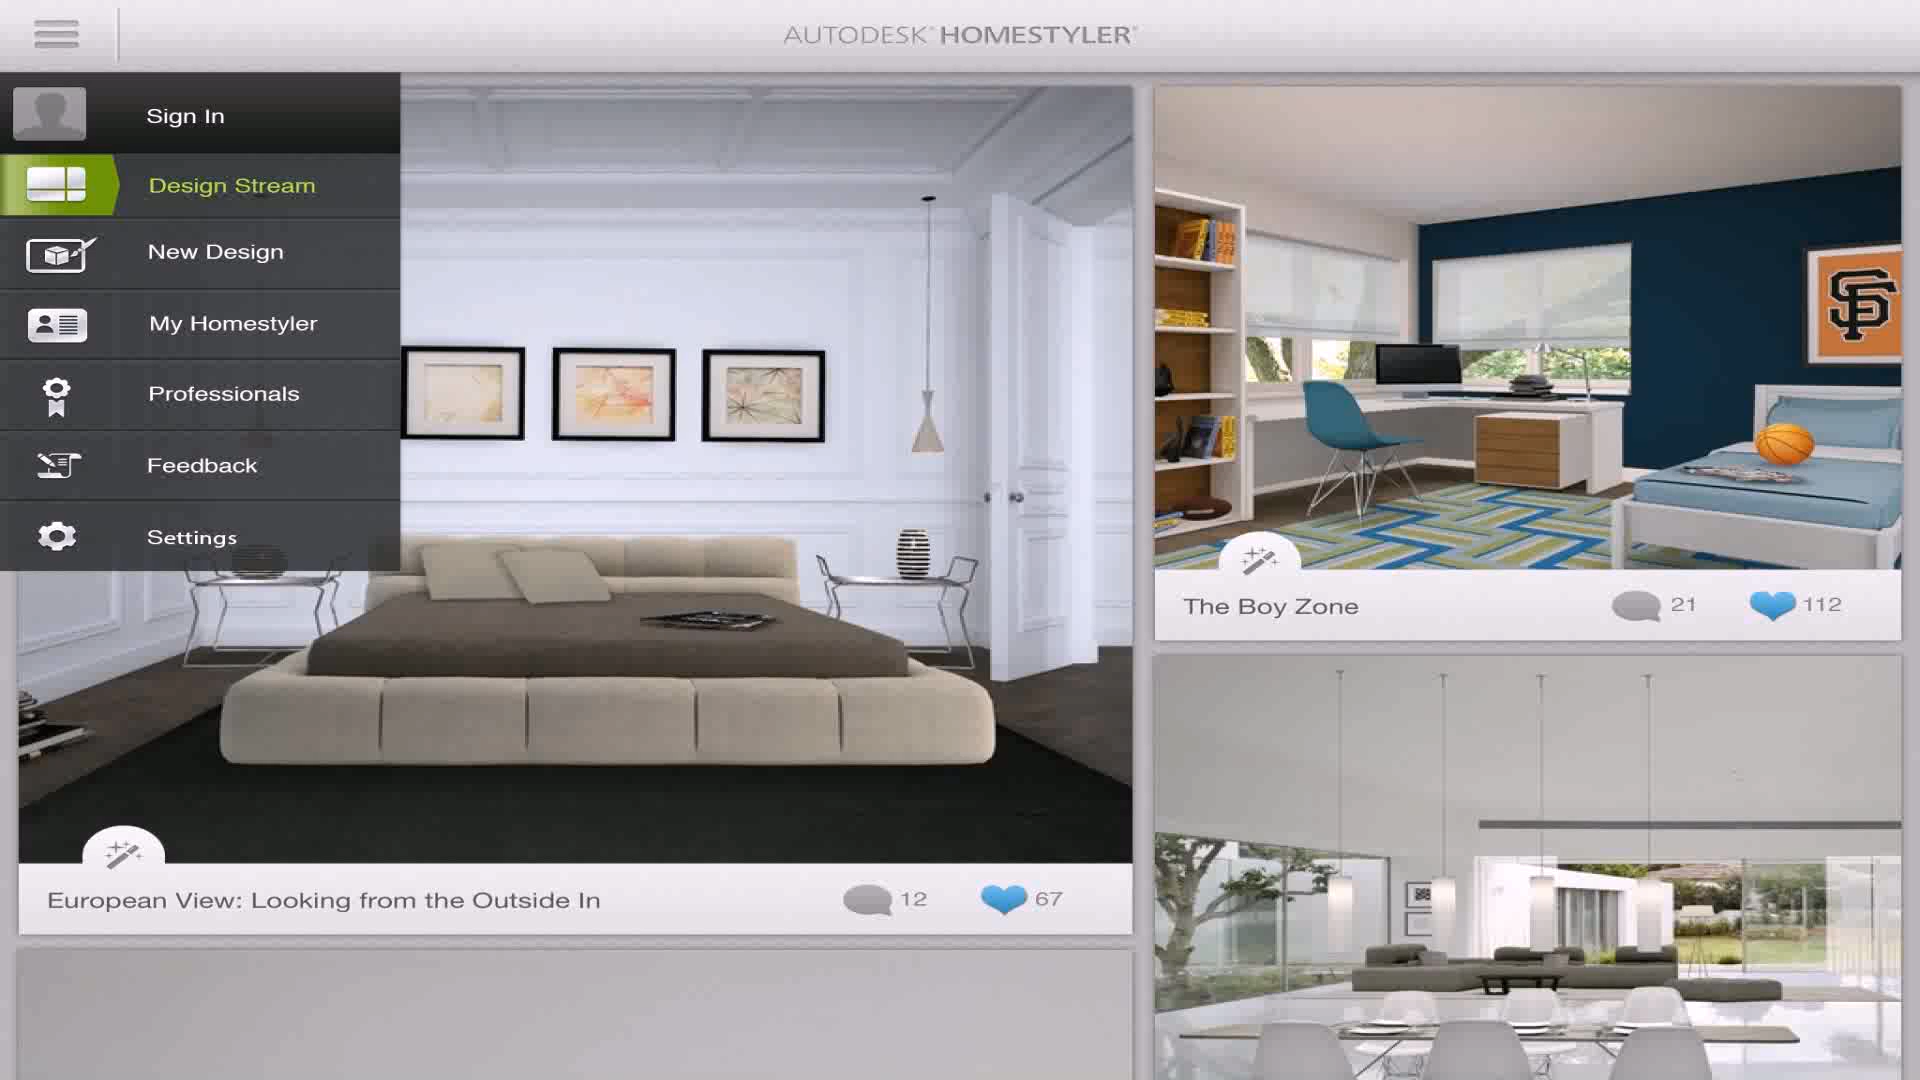 AUTODESK® HOMESTYLER®
Sign In
Design Stream
New Design
My Homestyler
Professionals
Feedback
Settings
SF
The Boy Zone
21
112
European View: Looking from the Outside In
12
67